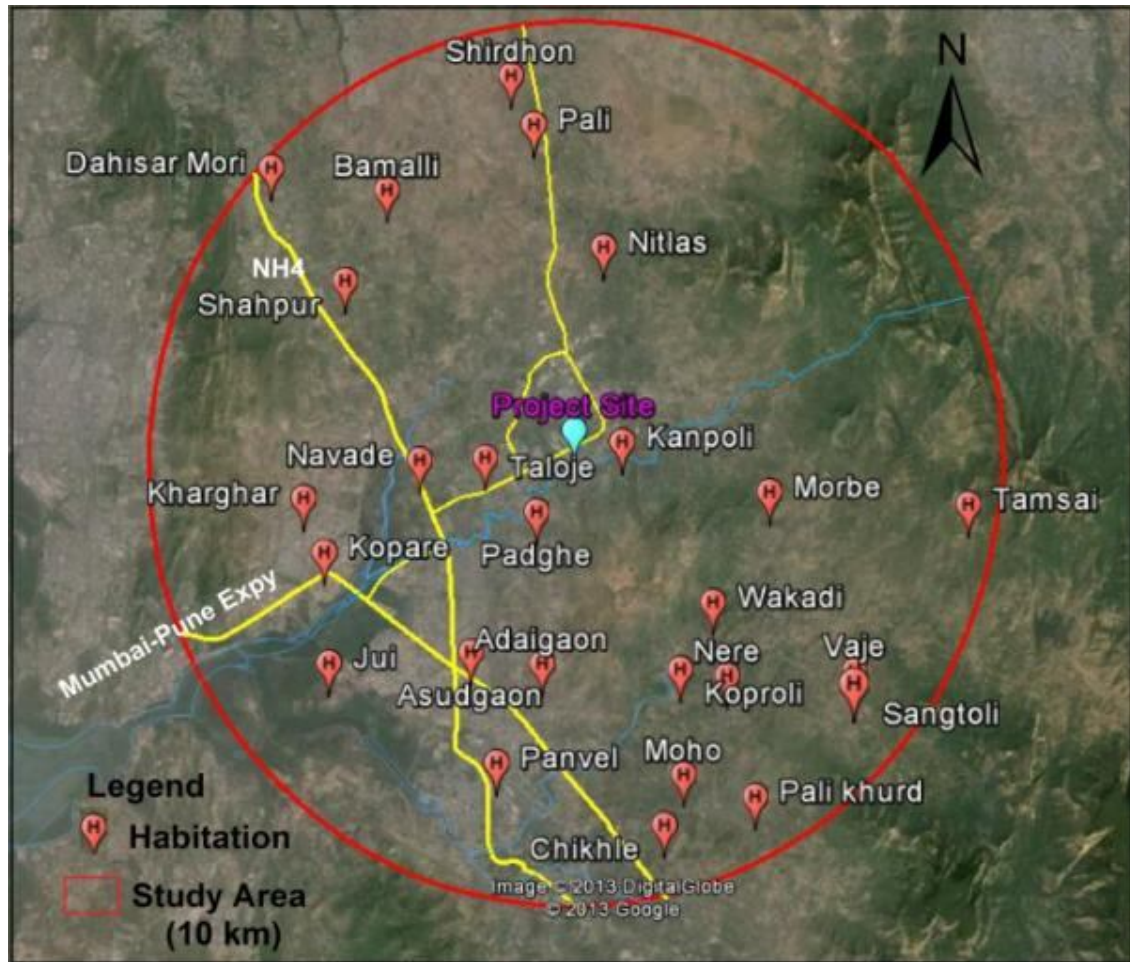 Shirdhon
N
Pali
Dahisar Mori
Bamalli
Nitlas
NH4
Shahpur
Project Site
Kanpoli
Navade
Taloje
Kharghar
Morbe
Tamsai
Kopare
Padghe
Mumbai-Pune Expy
Wakadi
Adaigaon
Jui
Nere
Vaje
Asudgaon
Koproli
Sangtoli
Panvel
Moho
Pali khurd
Legend
H Habitation
Chikhle
Study Area
(10 km)
Image © 2013 DigitalGlobe
© 2013 Google